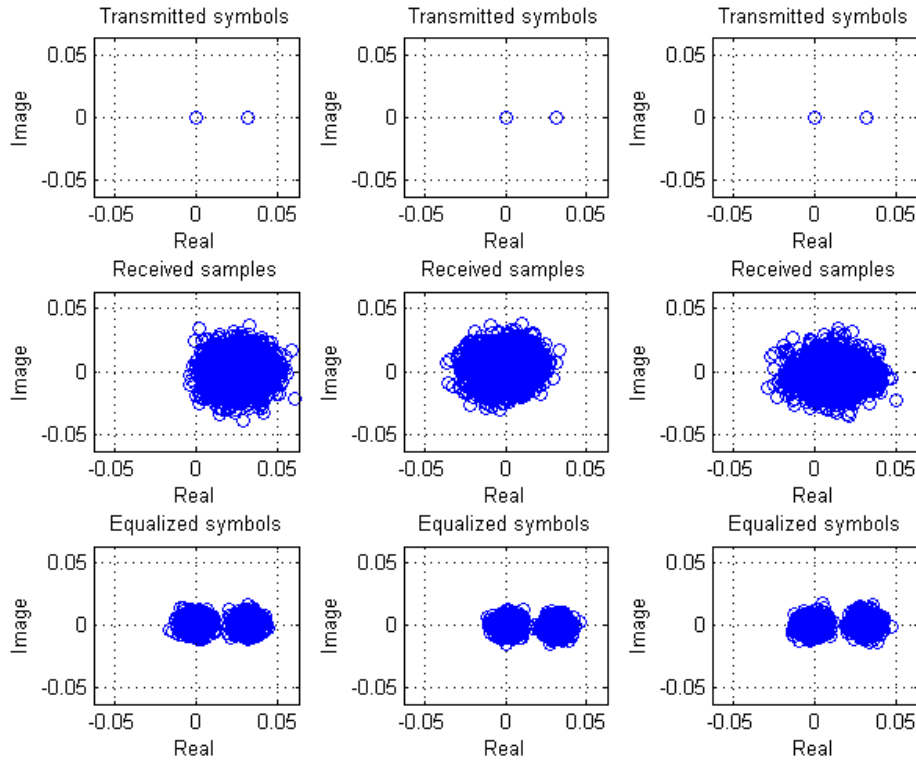 Transmitted symbols Transmitted symbols Transmitted symbols
0.05 0.05 0.05
Image Image Image
0 0 0
-0.05 -0.05 -0.05
-0.05 0 0.05 -0.05 0 0.05 -0.05 0 0.05
Real Real Real
Received samples Received samples Received samples
0.05 0.05 0.05
Image Image Image
0 0 0
-0.05 -0.05 -0.05
-0.05 0 0.05 -0.05 0 0.05 -0.05 0 0.05
Real Real Real
Equalized symbols Equalized symbols Equalized symbols
0.05 0.05 0.05
Image Image Image
0 0 0
-0.05 -0.05 -0.05
-0.05 0 0.05 -0.05 0 0.05 -0.05 0 0.05
Real Real Real